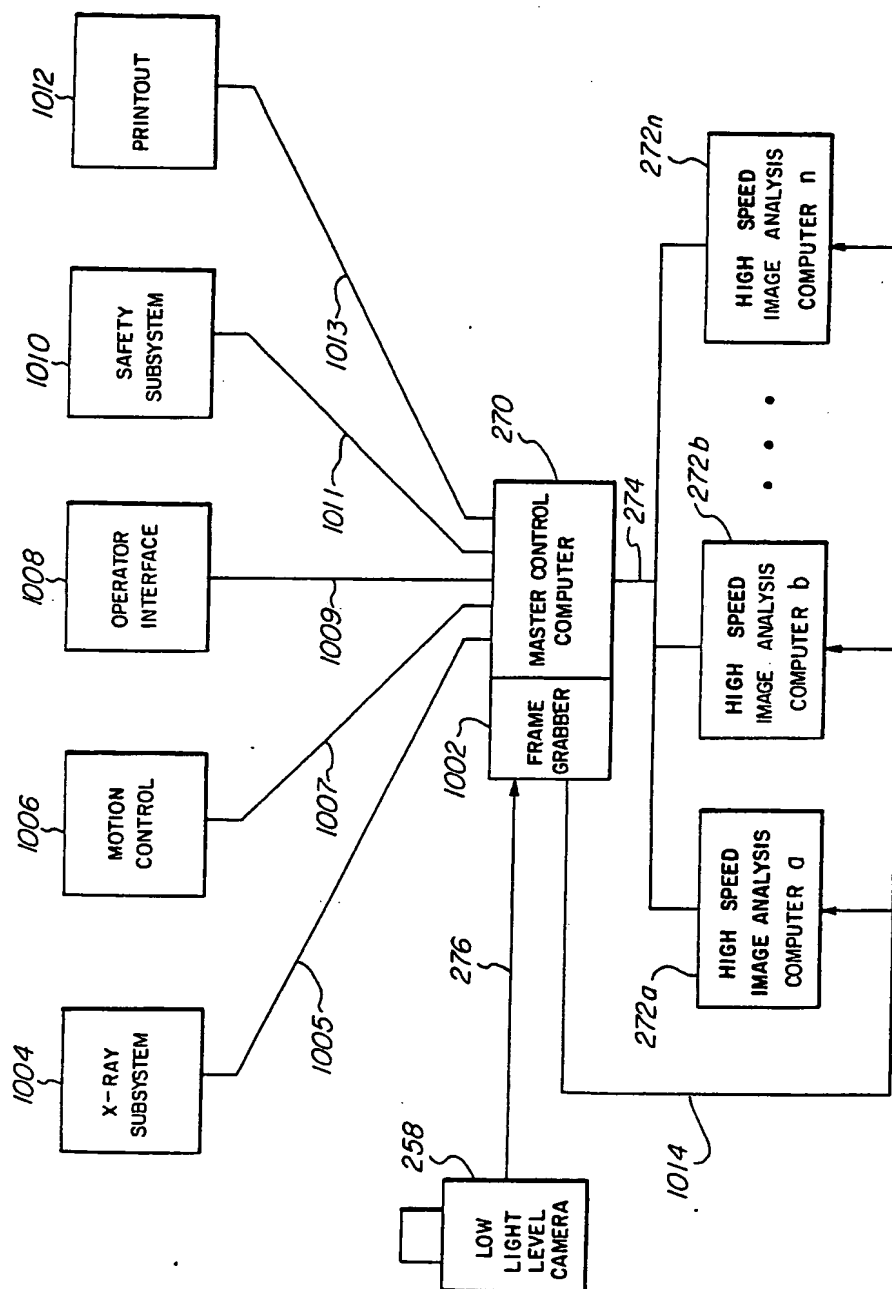 1004
X-RAY
SUBSYSTEM
1005
1006
MOTION
CONTROL
1007
1008
OPERATOR
INTERFACE
1009
1010
SAFETY
SUBSYSTEM
1011
1012
PRINTOUT
1013
258
LOW
LIGHT
LEVEL
CAMERA
276
1002
FRAME
GRABBER
270
MASTER CONTROL
COMPUTER
274
1014
272a
HIGH SPEED
IMAGE ANALYSIS
COMPUTER a
272b
HIGH SPEED
IMAGE ANALYSIS
COMPUTER b
272n
HIGH SPEED
IMAGE ANALYSIS
COMPUTER n